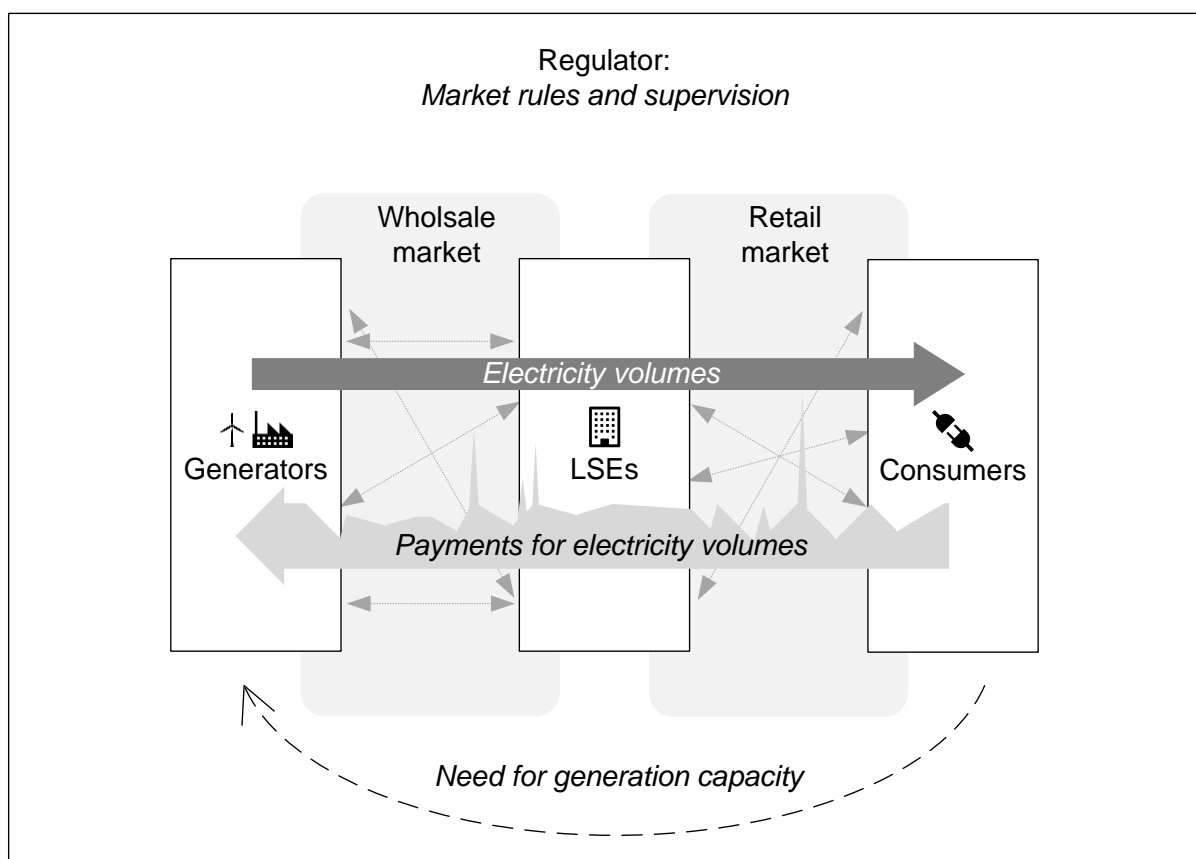 Regulator:
Market rules and supervision
Wholsale
market
Retail
market
Electricity volumes
Generators
LSEs
Consumers
Payments for electricity volumes
Need for generation capacity